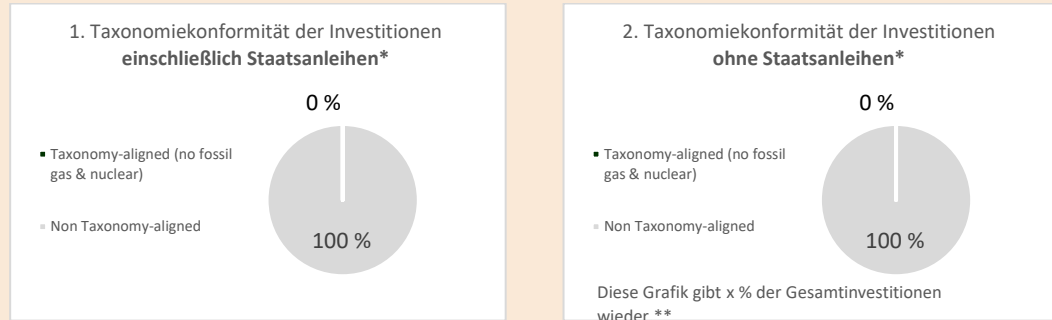 1. Taxonomiekonformität der Investitionen
einschließlich Staatsanleihen*
0 %
Taxonomy-aligned (no fossil
gas & nuclear)
Non Taxonomy-aligned
100 %
2. Taxonomiekonformität der Investitionen
ohne Staatsanleihen*
0 %
Taxonomy-aligned (no fossil
gas & nuclear)
Non Taxonomy-aligned
100 %
Diese Grafik gibt x % der Gesamtinvestitionen
wieder.**